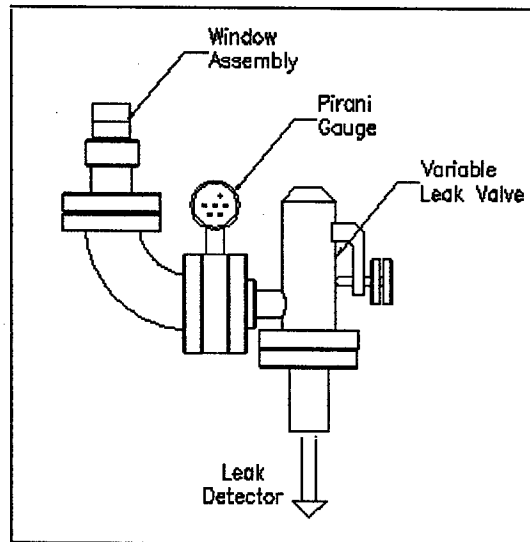 Window
Assembly
Pirani
Gauge
Variable
Leak Valve
Leak
Detector